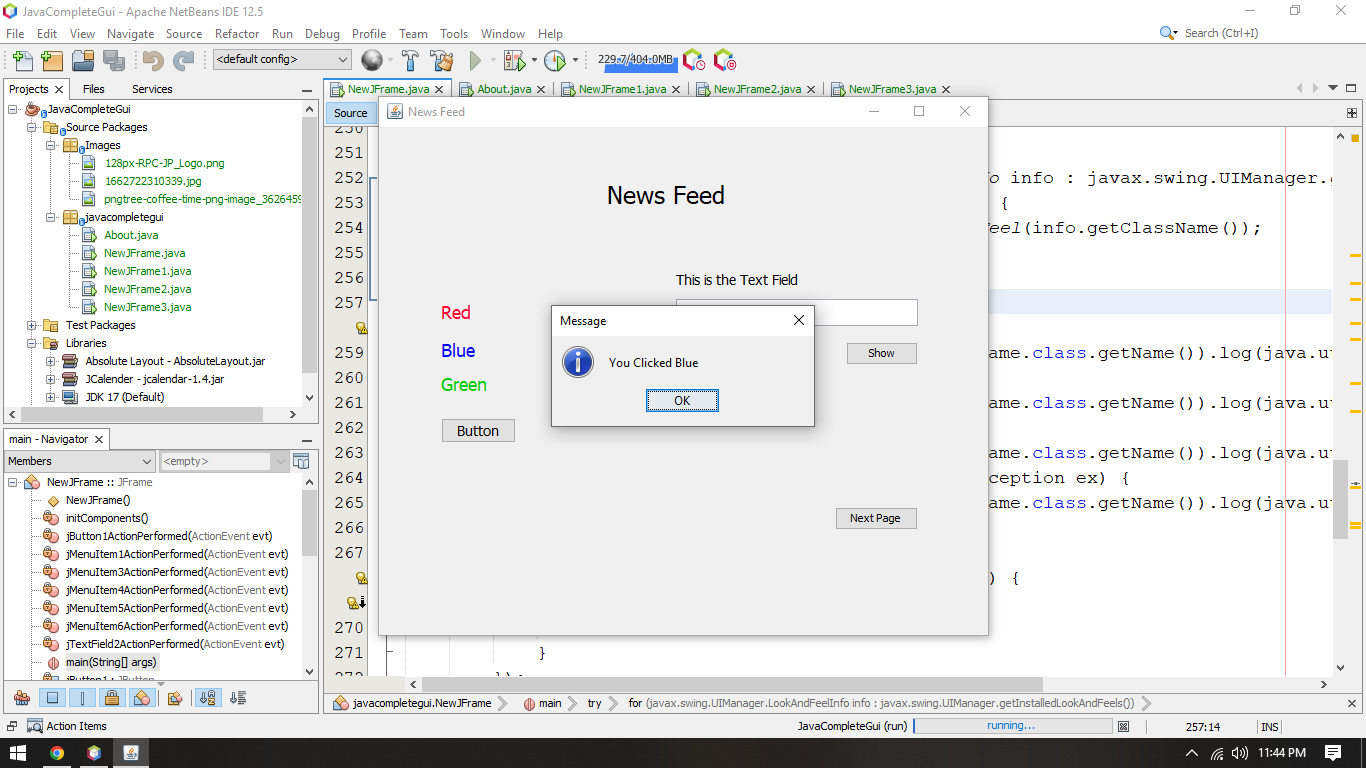 JavaCompleteGui - Apache NetBeans IDE 12.5
File Edit View Navigate Source Refactor Run Debug Profile Team Tools Window Help
Search (Ctrl+I)
<default config>
229.7/404.0MB
Projects Files Services
NewJFrame.java About.java NewJFrame1.java NewJFrame2.java NewJFrame3.java
JavaCompleteGui
Source Packages
Images
128px-RPC-JP_Logo.png
1662722310339.jpg
pngtree-coffee-time-png-image_3626459
javacompletegui
About.java
NewJFrame.java
NewJFrame1.java
NewJFrame2.java
NewJFrame3.java
Test Packages
Libraries
Absolute Layout - AbsoluteLayout.jar
JCalender - jcalendar-1.4.jar
JDK 17 (Default)
main - Navigator
Members <empty>
NewJFrame :: JFrame
NewJFrame()
initComponents()
jButton1ActionPerformed(ActionEvent evt)
jMenuItem1ActionPerformed(ActionEvent evt)
jMenuItem3ActionPerformed(ActionEvent evt)
jMenuItem4ActionPerformed(ActionEvent evt)
jMenuItem5ActionPerformed(ActionEvent evt)
jMenuItem6ActionPerformed(ActionEvent evt)
jTextField2ActionPerformed(ActionEvent evt)
main(String[] args)
Source
251
252 info : javax.swing.UIManager.
253 {
254 Feel(info.getClassName());
255
256
257
259 ame.class.getName()).log(java.ut
260
261 ame.class.getName()).log(java.ut
262
263 ame.class.getName()).log(java.ut
264 ception ex) {
265 ame.class.getName()).log(java.ut
266
267
) {
270
271 }
News Feed
News Feed
This is the Text Field
Red
Blue
Green
Button
Show
Next Page
Message
You Clicked Blue
OK
javacompletegui.NewJFrame main try for (javax.swing.UIManager.LookAndFeelInfo info : javax.swing.UIManager.getInstalledLookAndFeels())
Action Items
JavaCompleteGui (run) running... 257:14 INS
11:44 PM